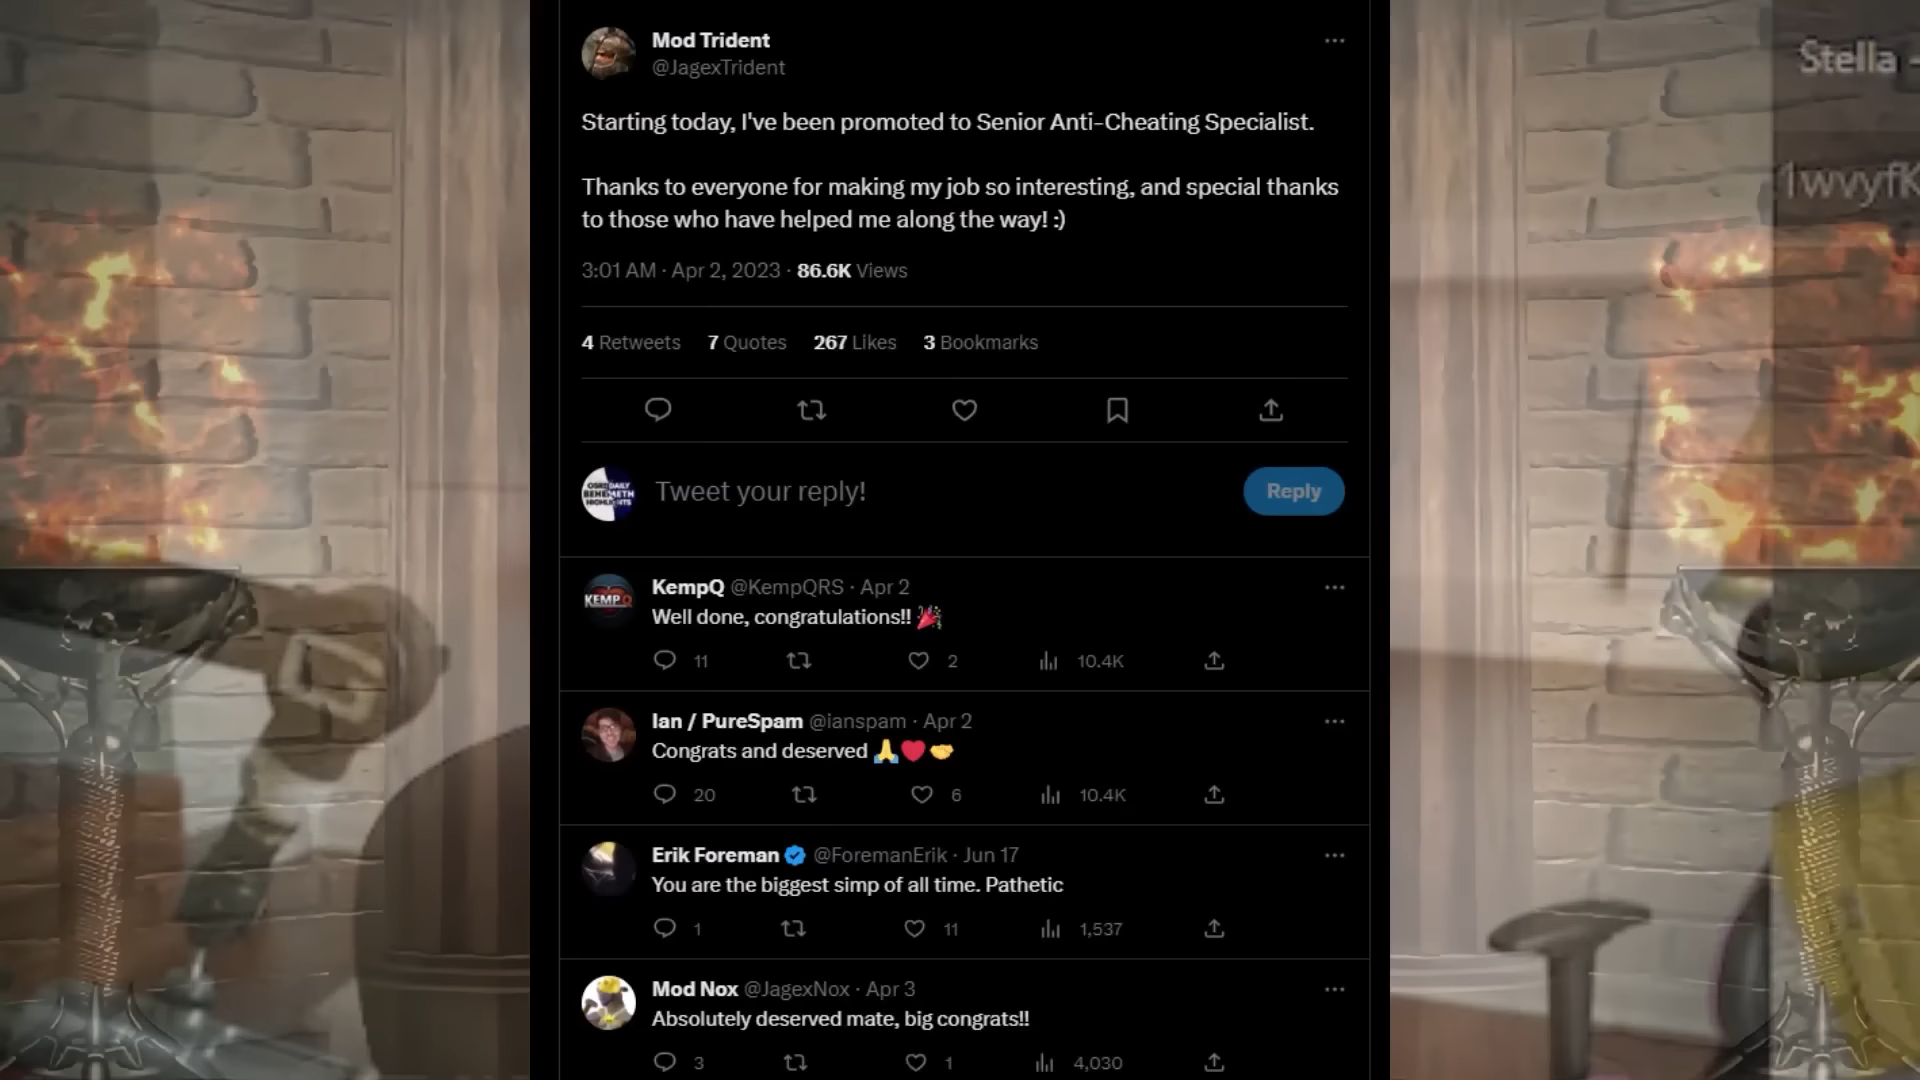 Mod Trident
@JagexTrident
Starting today, I've been promoted to Senior Anti-Cheating Specialist.
Thanks to everyone for making my job so interesting, and special thanks
to those who have helped me along the way! :)
3:01 AM · Apr 2, 2023 · 86.6K Views
4 Retweets 7 Quotes 267 Likes 3 Bookmarks
OSRS DAILY
BEHEMETH
HIGHLIGHTS
Tweet your reply!
Reply
KEMPQ
KempQ @KempQRS · Apr 2
Well done, congratulations!! 🎉
11 2 10.4K
Ian / PureSpam @ianspam · Apr 2
Congrats and deserved 🙏❤️🤝
20 6 10.4K
Erik Foreman @ForemanErik · Jun 17
You are the biggest simp of all time. Pathetic
1 11 1,537
Mod Nox @JagexNox · Apr 3
Absolutely deserved mate, big congrats!!
3 1 4,030
Stella -